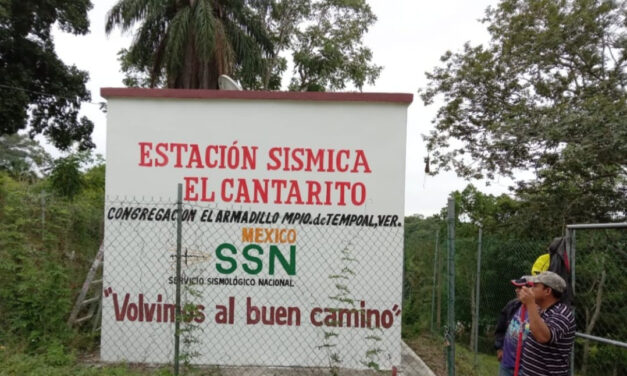 ESTACIÓN SISMICA
EL CANTARITO
CONGREGACION EL ARMADILLO MPIO. de TEMPOAL, VER.
MEXICO
SSN
SERVICIO SISMOLÓGICO NACIONAL
"Volvimos al buen camino"